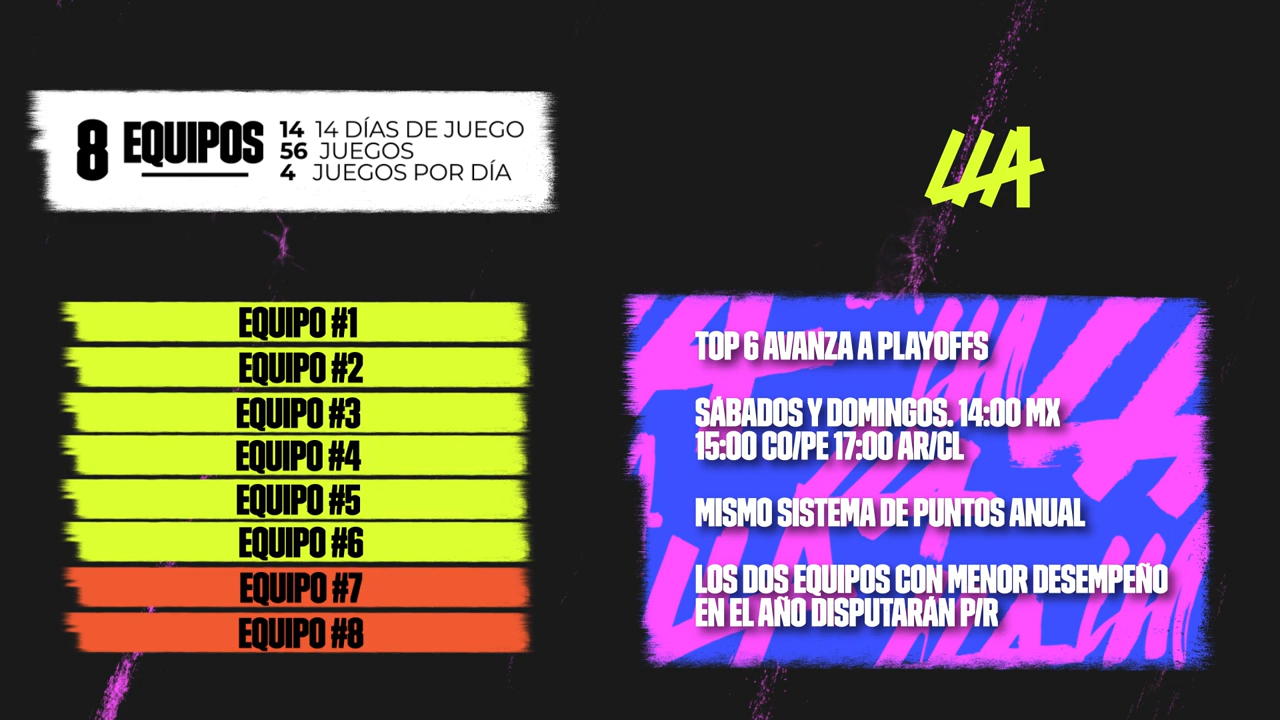 8 EQUIPOS
14 14 DÍAS DE JUEGO
56 JUEGOS
4 JUEGOS POR DÍA
LLA
EQUIPO #1
EQUIPO #2
EQUIPO #3
EQUIPO #4
EQUIPO #5
EQUIPO #6
EQUIPO #7
EQUIPO #8
TOP 6 AVANZA A PLAYOFFS
SÁBADOS Y DOMINGOS. 14:00 MX
15:00 CO/PE 17:00 AR/CL
MISMO SISTEMA DE PUNTOS ANUAL
LOS DOS EQUIPOS CON MENOR DESEMPEÑO
EN EL AÑO DISPUTARÁN P/R